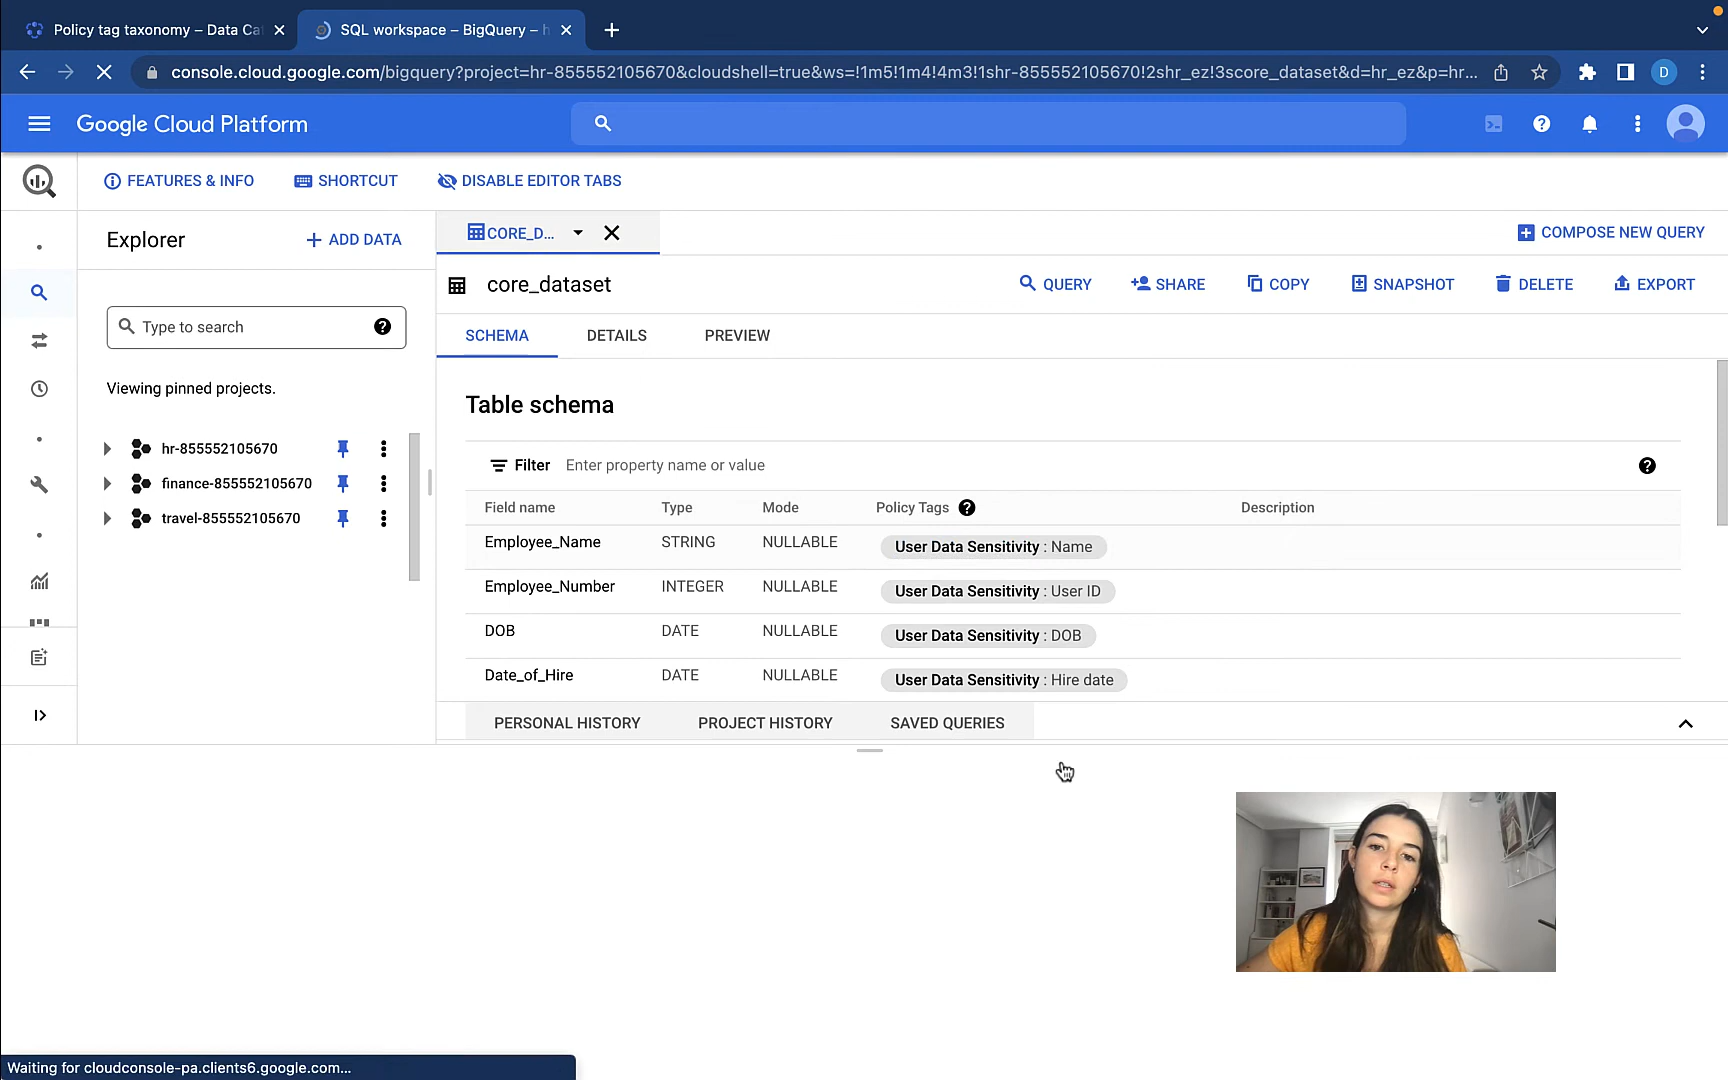 Policy tag taxonomy – Data Ca
SQL workspace – BigQuery – h
console.cloud.google.com/bigquery?project=hr-855552105670&cloudshell=true&ws=!1m5!1m4!4m3!1shr-855552105670!2shr_ez!3score_dataset&d=hr_ez&p=hr...
D
Google Cloud Platform
FEATURES & INFO
SHORTCUT
DISABLE EDITOR TABS
Explorer
+ ADD DATA
CORE_D...
COMPOSE NEW QUERY
core_dataset
QUERY
SHARE
COPY
SNAPSHOT
DELETE
EXPORT
Type to search
SCHEMA
DETAILS
PREVIEW
Viewing pinned projects.
hr-855552105670
finance-855552105670
travel-855552105670
Table schema
Filter Enter property name or value
Field name Type Mode Policy Tags Description
Employee_Name STRING NULLABLE User Data Sensitivity : Name
Employee_Number INTEGER NULLABLE User Data Sensitivity : User ID
DOB DATE NULLABLE User Data Sensitivity : DOB
Date_of_Hire DATE NULLABLE User Data Sensitivity : Hire date
PERSONAL HISTORY
PROJECT HISTORY
SAVED QUERIES
Waiting for cloudconsole-pa.clients6.google.com...